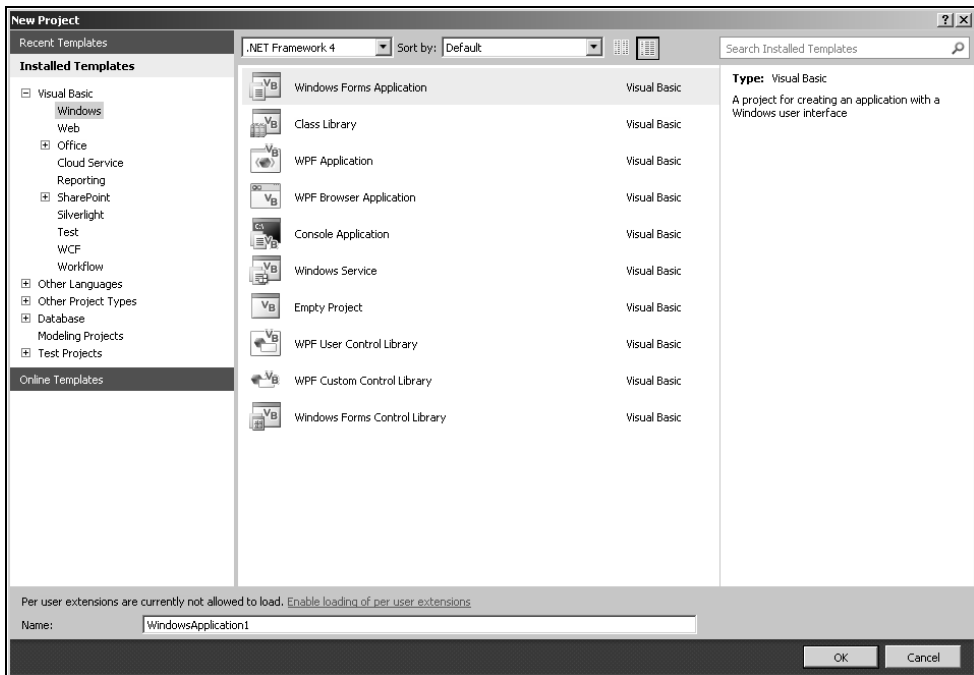 New Project
Recent Templates
Installed Templates
Visual Basic
Windows
Web
Office
Cloud Service
Reporting
SharePoint
Silverlight
Test
WCF
Workflow
Other Languages
Other Project Types
Database
Modeling Projects
Test Projects
Online Templates
.NET Framework 4 Sort by: Default
Windows Forms Application Visual Basic
Class Library Visual Basic
WPF Application Visual Basic
WPF Browser Application Visual Basic
Console Application Visual Basic
Windows Service Visual Basic
Empty Project Visual Basic
WPF User Control Library Visual Basic
WPF Custom Control Library Visual Basic
Windows Forms Control Library Visual Basic
Search Installed Templates
Type: Visual Basic
A project for creating an application with a
Windows user interface
Per user extensions are currently not allowed to load. Enable loading of per user extensions
Name: WindowsApplication1
OK Cancel